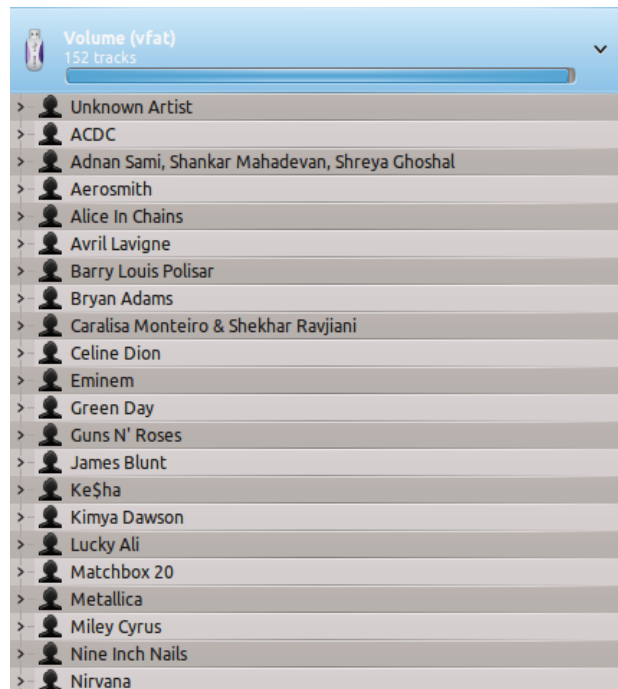 Volume (vfat)
152 tracks
Unknown Artist
ACDC
Adnan Sami, Shankar Mahadevan, Shreya Ghoshal
Aerosmith
Alice In Chains
Avril Lavigne
Barry Louis Polisar
Bryan Adams
Caralisa Monteiro & Shekhar Ravjiani
Celine Dion
Eminem
Green Day
Guns N' Roses
James Blunt
Ke$ha
Kimya Dawson
Lucky Ali
Matchbox 20
Metallica
Miley Cyrus
Nine Inch Nails
Nirvana